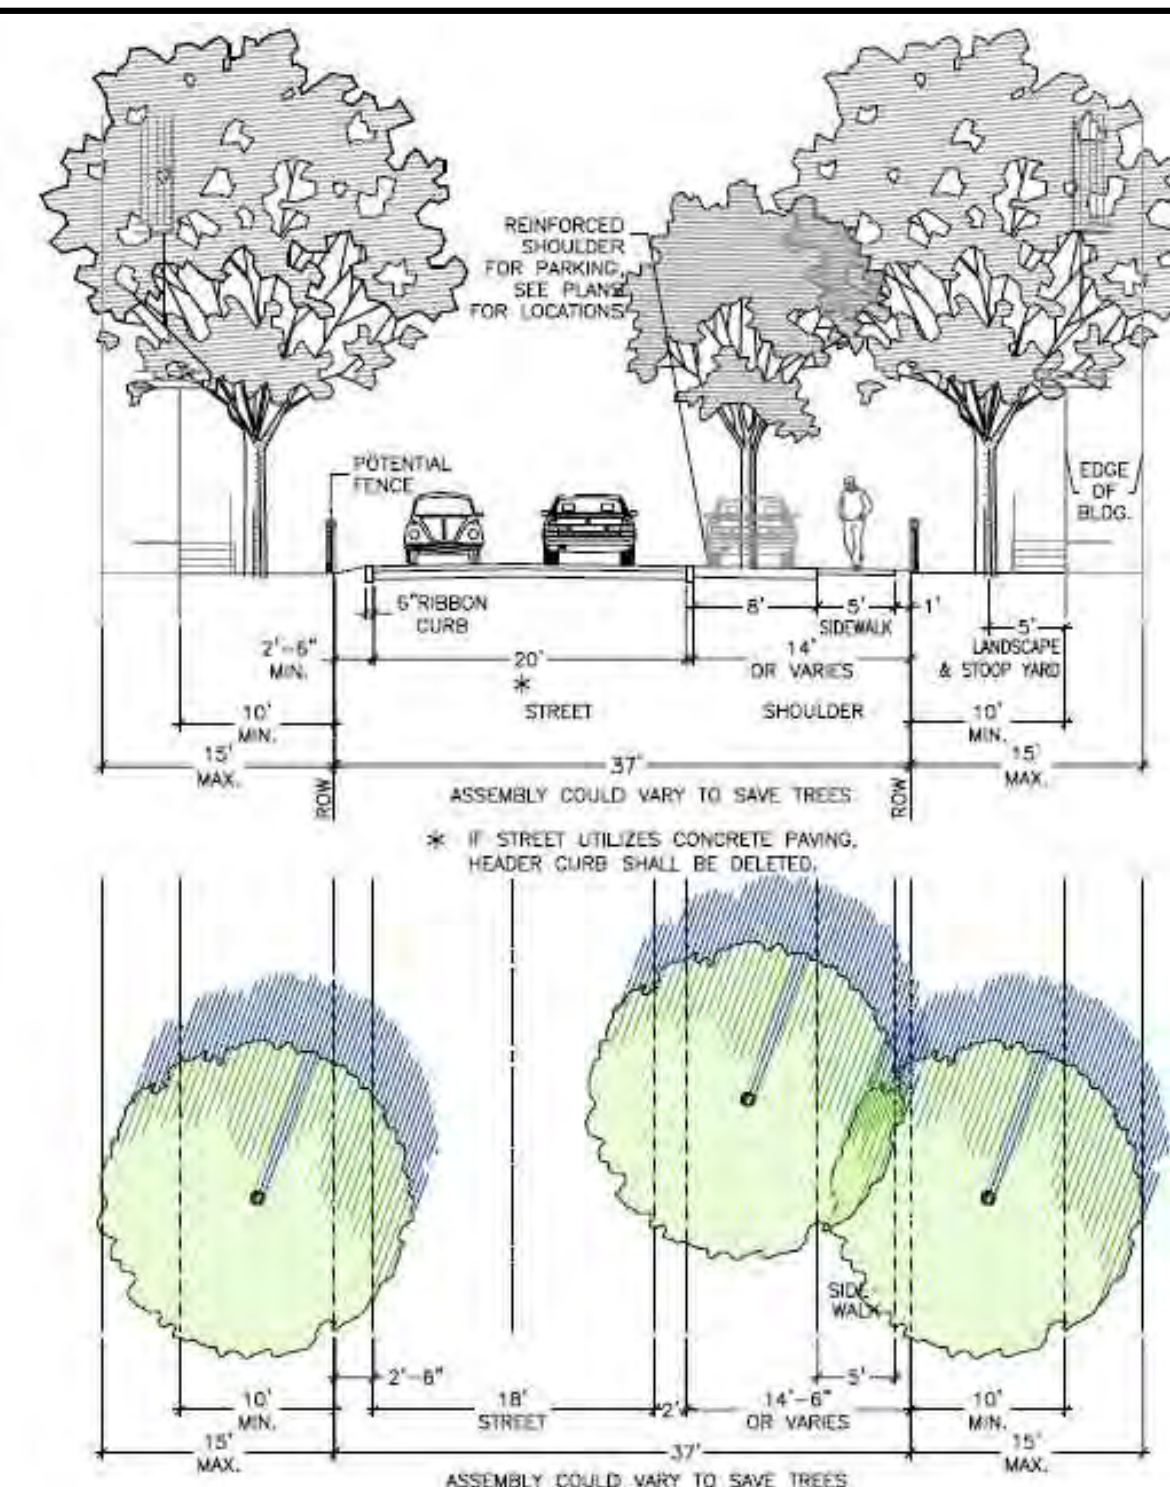 REINFORCED
SHOULDER
FOR PARKING,
SEE PLANS
FOR LOCATIONS
POTENTIAL
FENCE
EDGE
OF
BLDG.
6" RIBBON
CURB
8'
5'
1'
SIDEWALK
5'
LANDSCAPE
& STOOP YARD
2'-6"
MIN.
20'
*
STREET
14'
OR VARIES
SHOULDER
10'
MIN.
10'
MIN.
15'
MAX.
37'
15'
MAX.
ROW
ROW
ASSEMBLY COULD VARY TO SAVE TREES
* IF STREET UTILIZES CONCRETE PAVING,
HEADER CURB SHALL BE DELETED.
SIDE-
WALK
2'-6"
5'
10'
MIN.
18'
STREET
2'
14'-6"
OR VARIES
10'
MIN.
15'
MAX.
37'
15'
MAX.
ASSEMBLY COULD VARY TO SAVE TREES